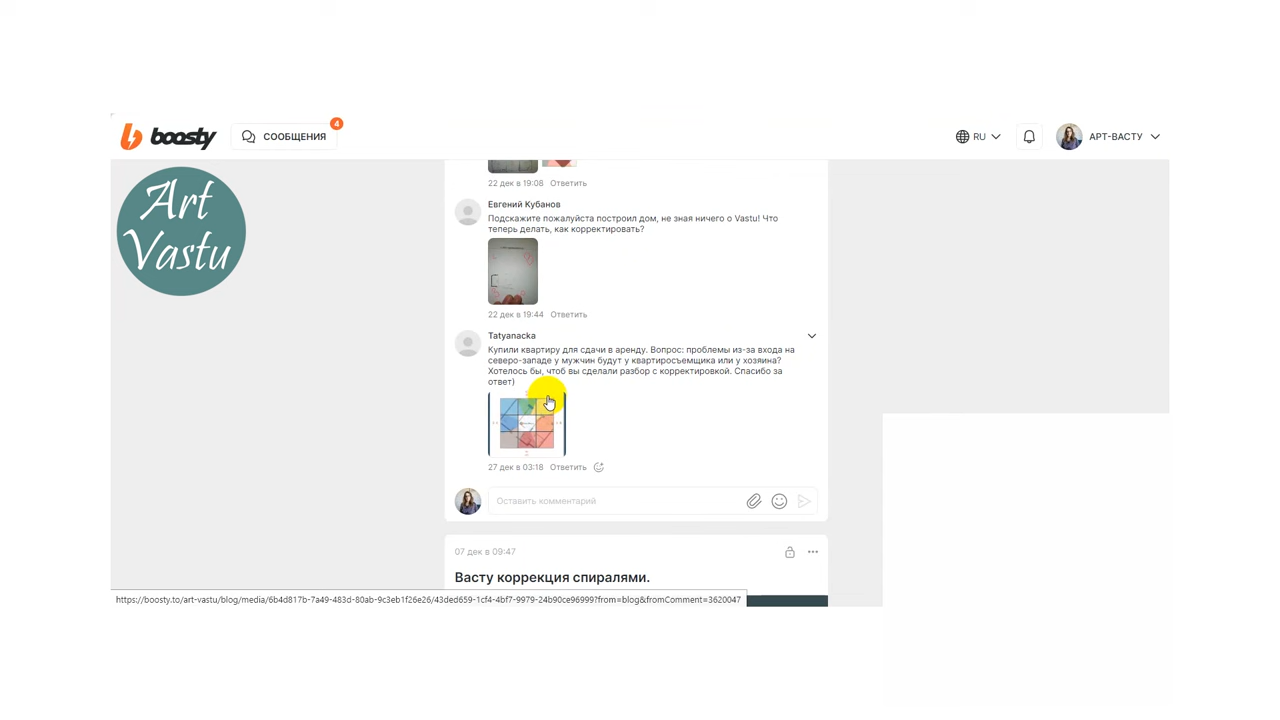 boosty
СООБЩЕНИЯ
4
RU
АРТ-ВАСТУ
Art
Vastu
22 дек в 19:08 Ответить
Евгений Кубанов
Подскажите пожалуйста построил дом, не зная ничего о Vastu! Что
теперь делать, как корректировать?
22 дек в 19:44 Ответить
Tatyanacka
Купили квартиру для сдачи в аренду. Вопрос: проблемы из-за входа на
северо-западе у мужчин будут у квартиросъемщика или у хозяина?
Хотелось бы, чтоб вы сделали разбор с корректировкой. Спасибо за
ответ)
27 дек в 03:18 Ответить
Оставить комментарий
07 дек в 09:47
Васту коррекция спиралями.
https://boosty.to/art-vastu/blog/media/6b4d817b-7a49-483d-80ab-9c3eb1f26e26/43ded659-1cf4-4bf7-9979-24b90ce96999?from=blog&fromComment=3620047